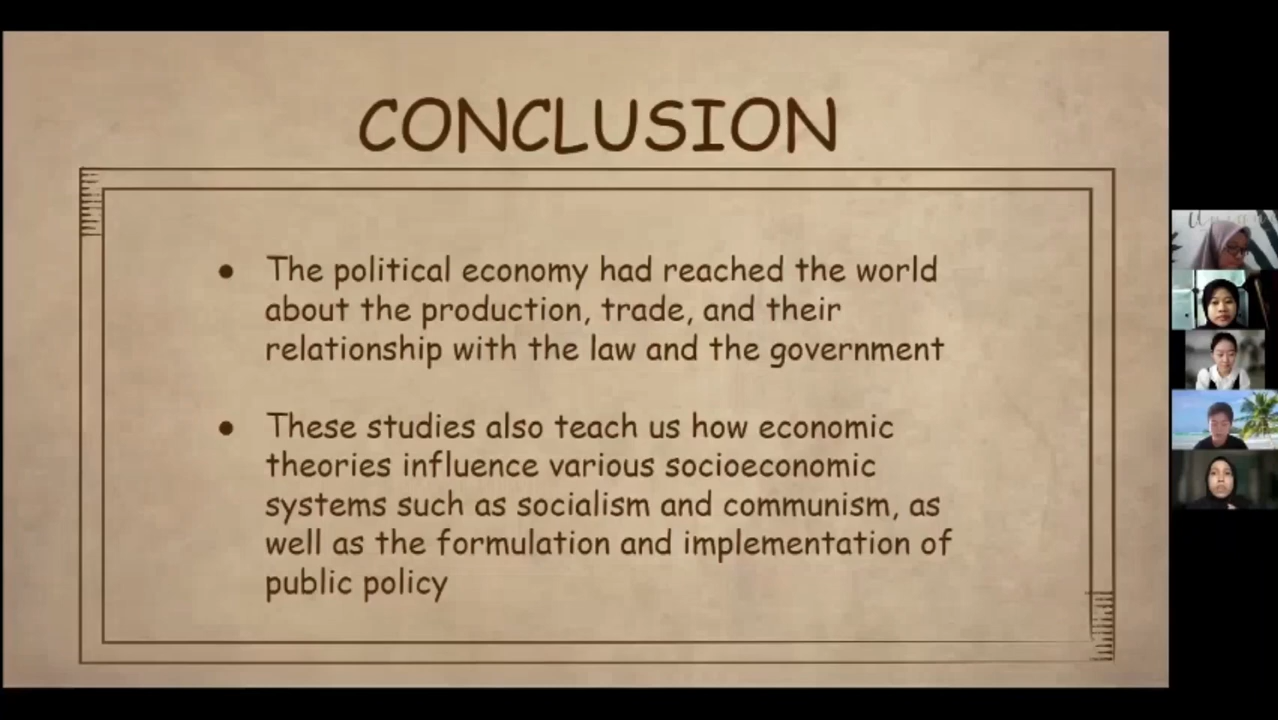 CONCLUSION
● The political economy had reached the world
about the production, trade, and their
relationship with the law and the government
● These studies also teach us how economic
theories influence various socioeconomic
systems such as socialism and communism, as
well as the formulation and implementation of
public policy